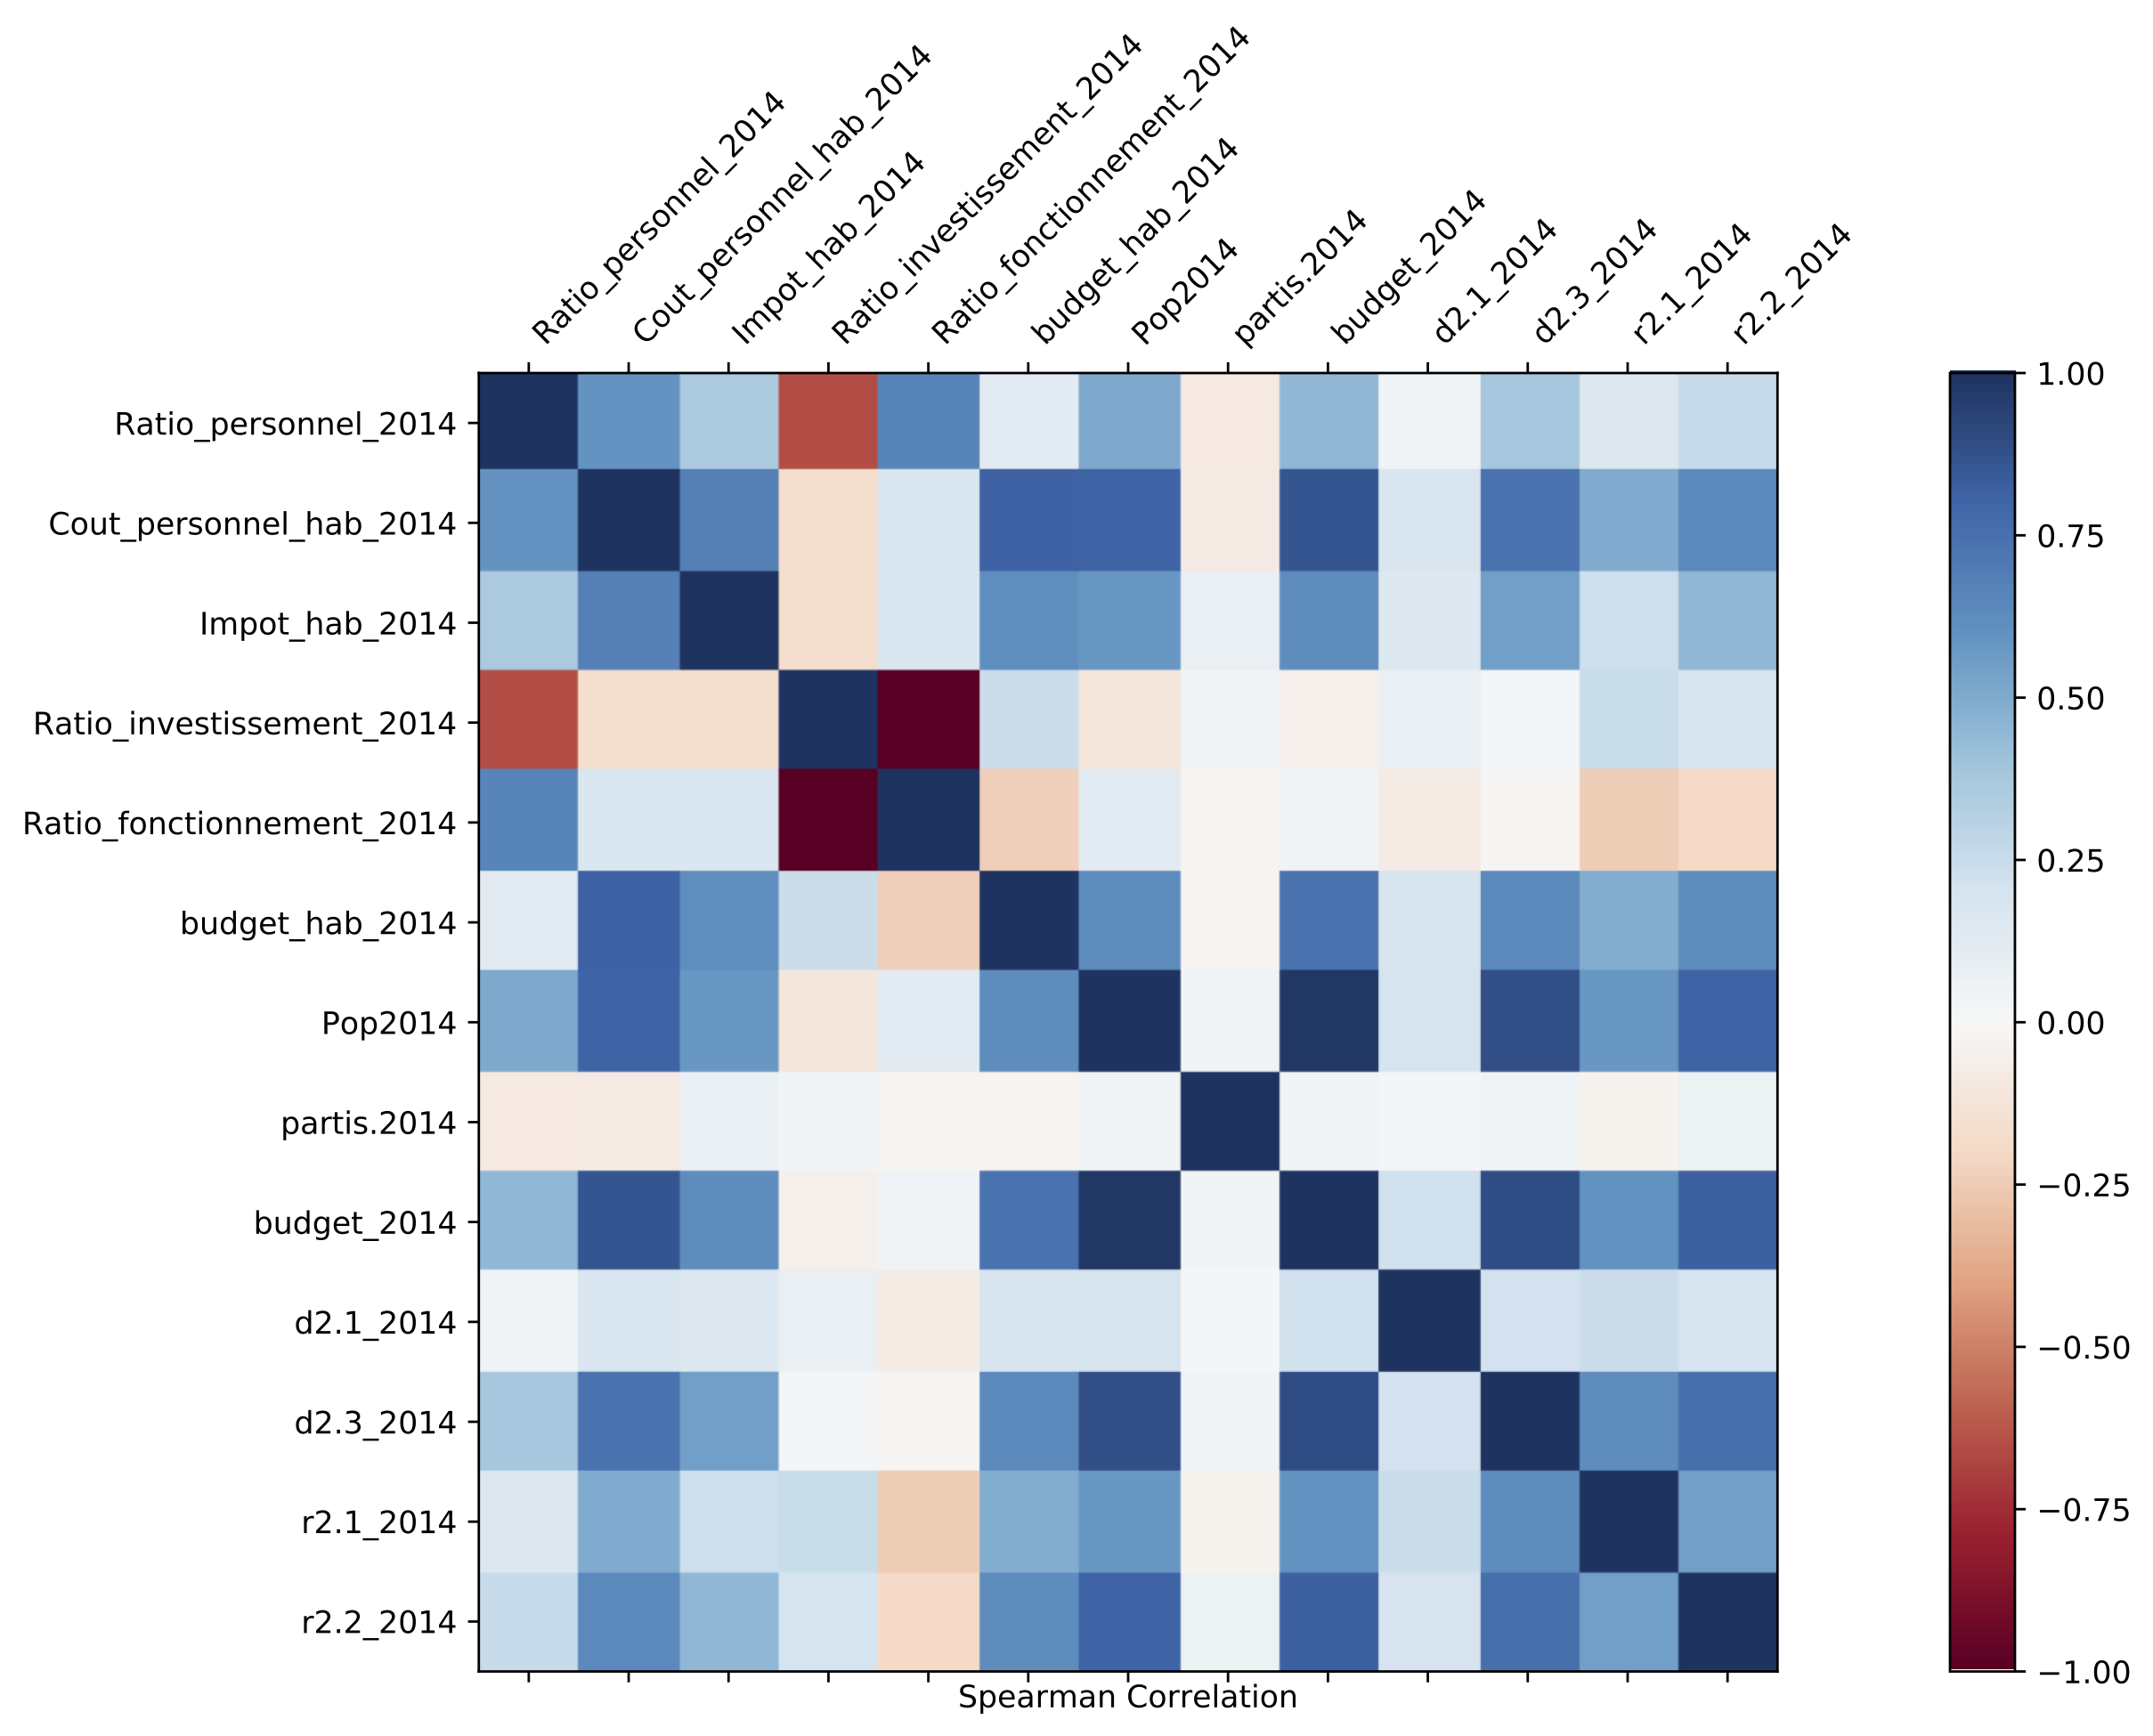 Ratio_personnel_2014
Cout_personnel_hab_2014
Impot_hab_2014
Ratio_investissement_2014
Ratio_fonctionnement_2014
budget_hab_2014
Pop2014
partis.2014
budget_2014
d2.1_2014
d2.3_2014
r2.1_2014
r2.2_2014
Ratio_personnel_2014
Cout_personnel_hab_2014
Impot_hab_2014
Ratio_investissement_2014
Ratio_fonctionnement_2014
budget_hab_2014
Pop2014
partis.2014
budget_2014
d2.1_2014
d2.3_2014
r2.1_2014
r2.2_2014
Spearman Correlation
1.00
0.75
0.50
0.25
0.00
−0.25
−0.50
−0.75
−1.00